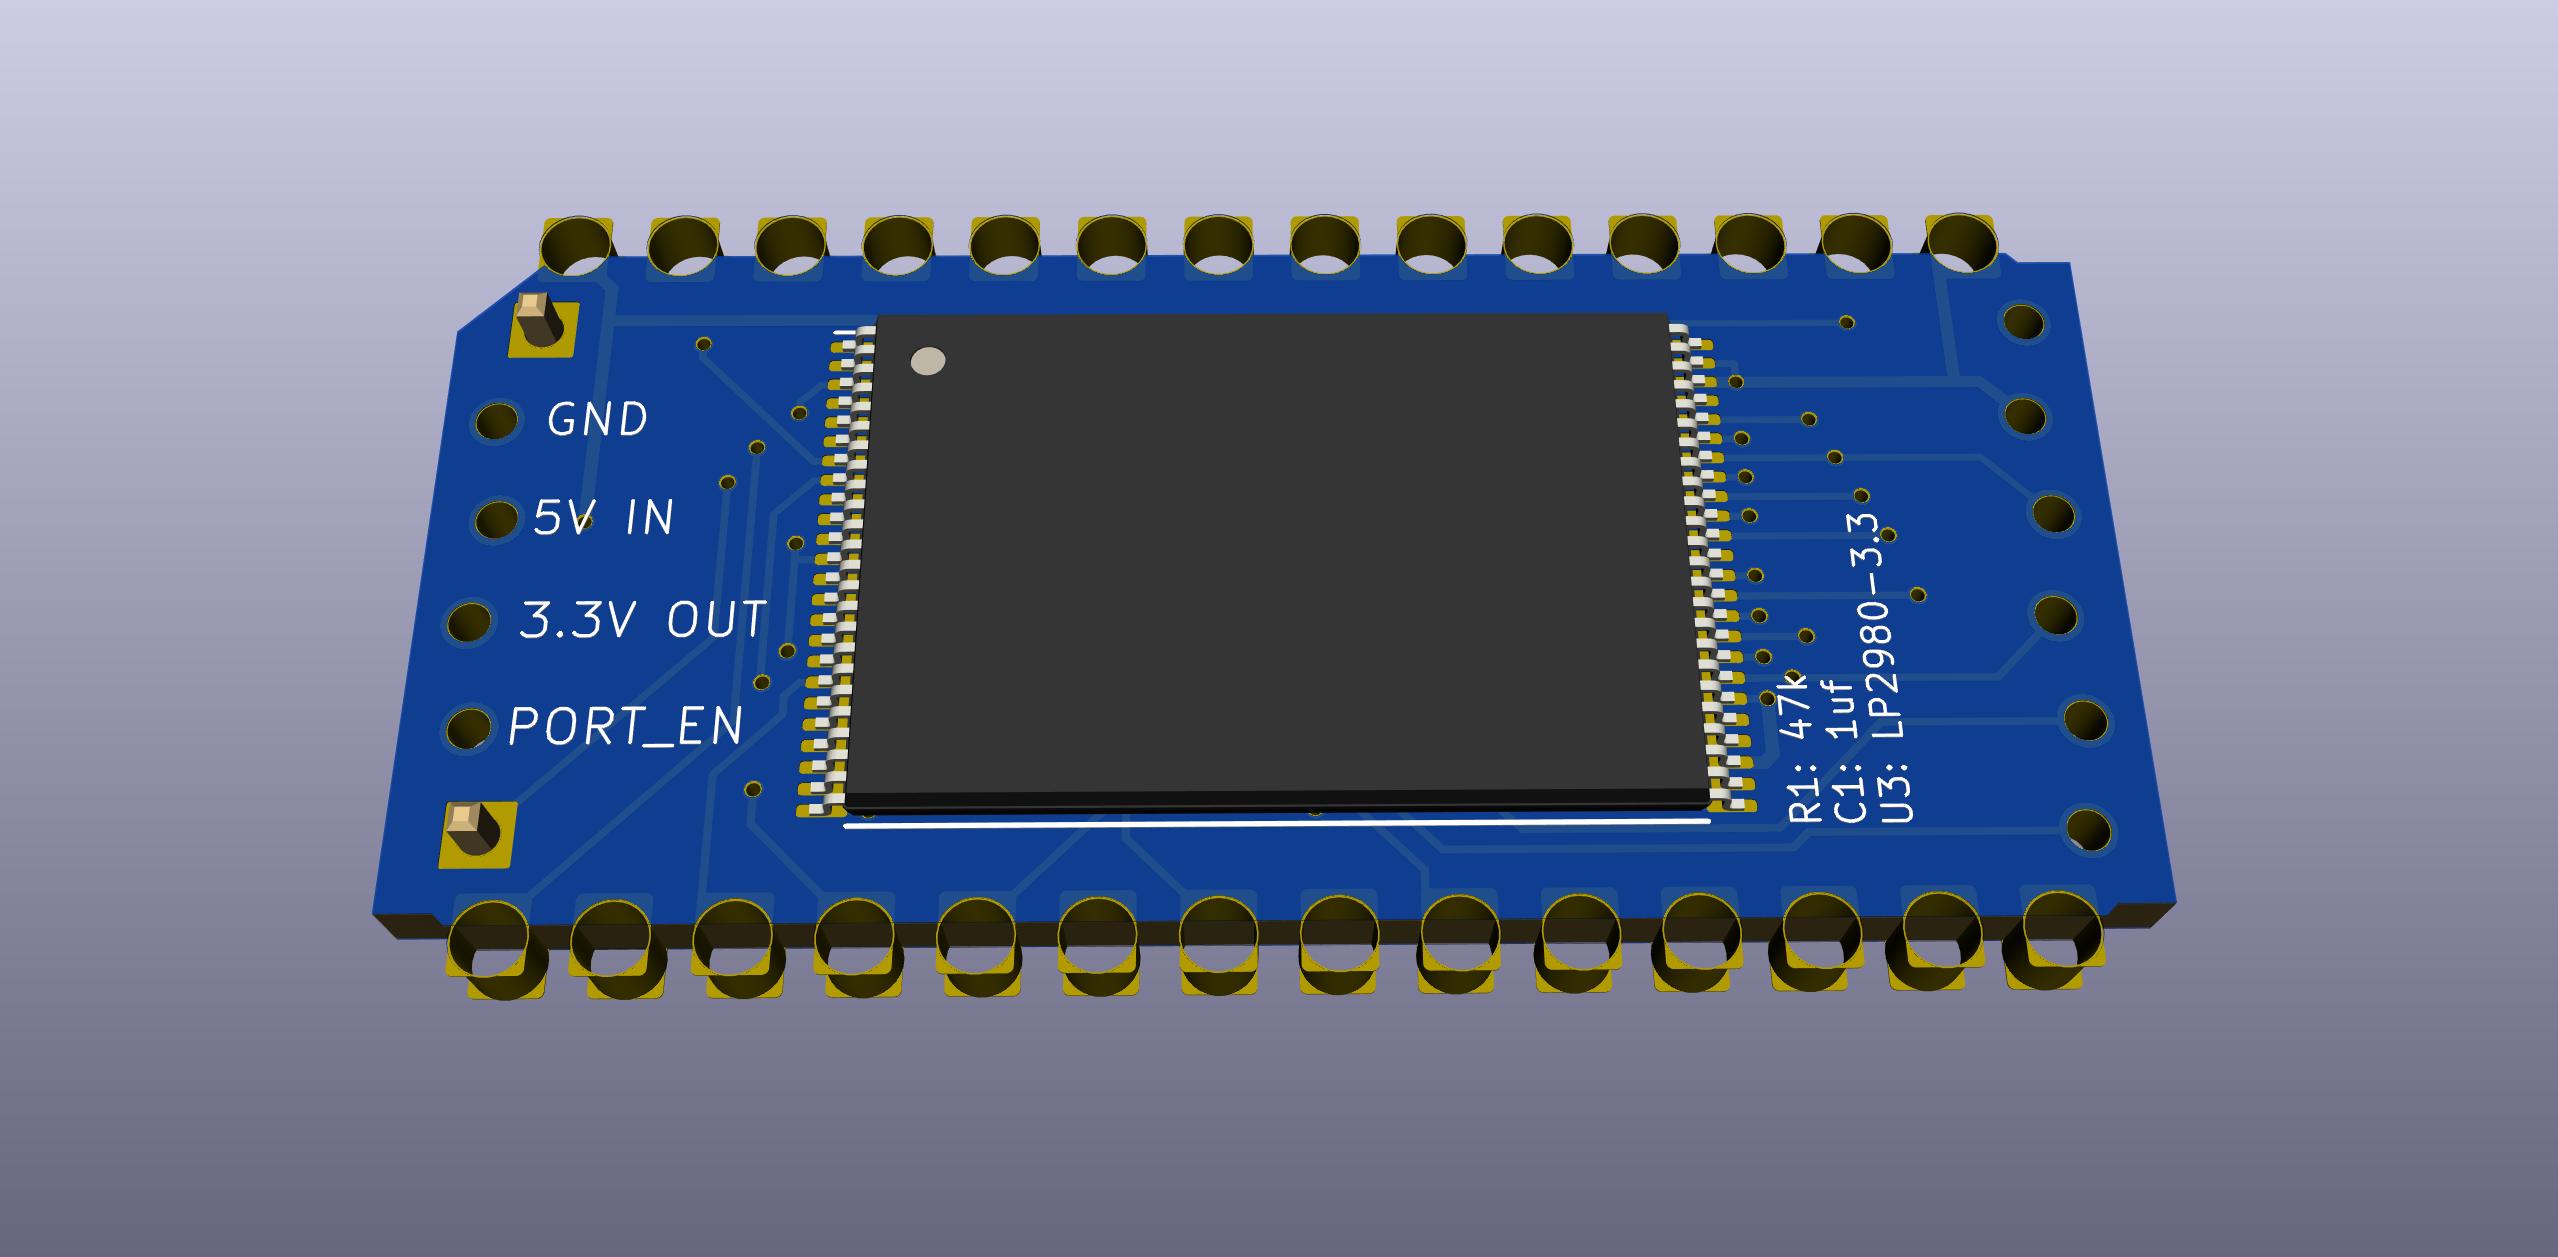 GND
5V IN
3.3V OUT
PORT_EN
R1: 47k
C1: 1uf
U3: LP2980-3.3